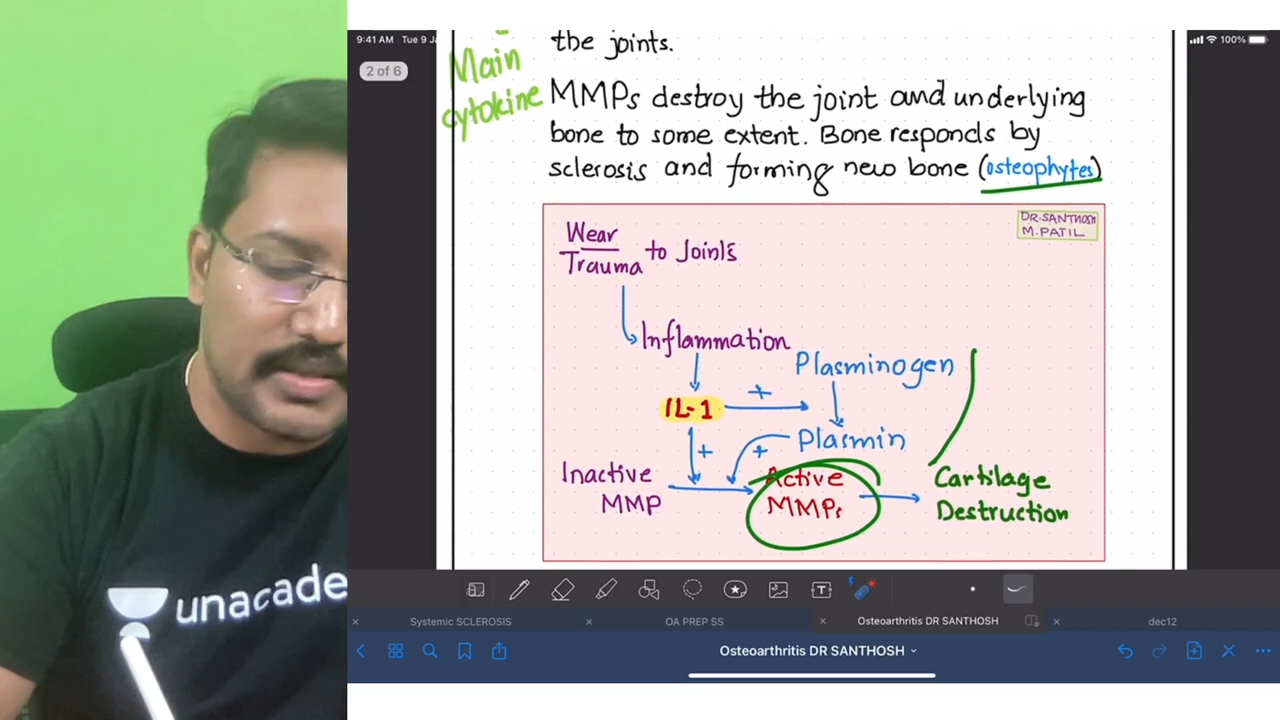 9:41 AM Tue 9 Ja
100%
2 of 6
the joints.
Main
cytokine
MMPs destroy the joint and underlying
bone to some extent. Bone responds by
sclerosis and forming new bone (osteophytes)
DR.SANTHOSH
M.PATIL
Wear
Trauma to Joints
Inflammation
Plasminogen
IL-1
+
Plasmin
+
+
Inactive
MMP
Active
MMPs
Cartilage
Destruction
unacade
T
× Systemic SCLEROSIS
× OA PREP SS
× Osteoarthritis DR SANTHOSH
× dec12
Osteoarthritis DR SANTHOSH